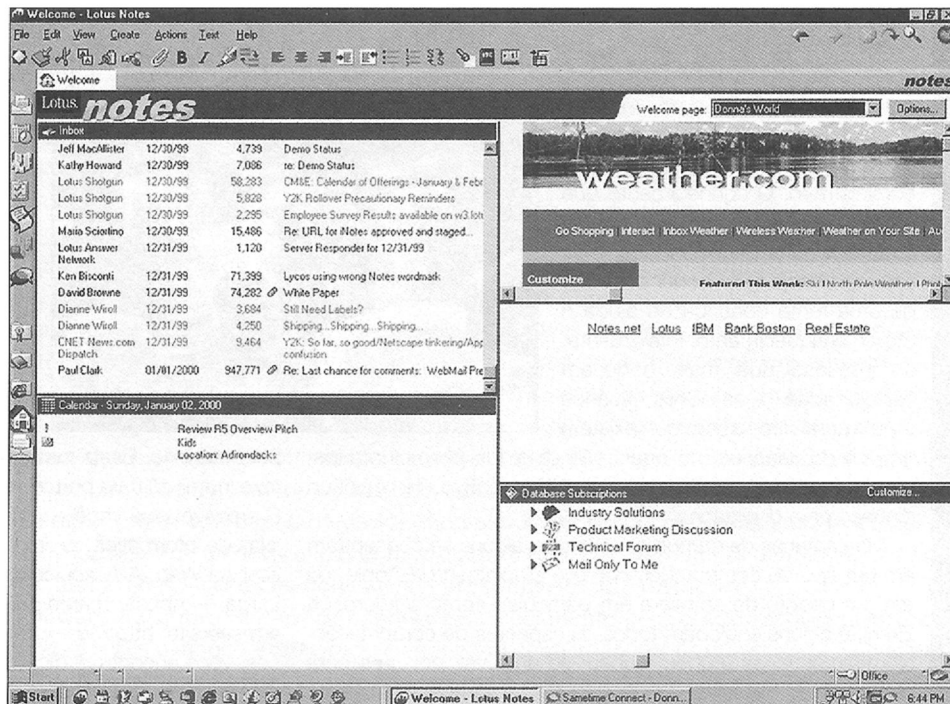 Welcome - Lotus Notes
File Edit View Create Actions Text Help
Welcome
notes
Lotus notes
Welcome page: Donna's World Options...
Inbox
Jeff MacAllister 12/30/99 4,739 Demo Status
Kathy Howard 12/30/99 7,086 re: Demo Status
Lotus Shotgun 12/30/99 58,283 CM&E: Calendar of Offerings - January & Febr
Lotus Shotgun 12/30/99 5,828 Y2K Rollover Precautionary Reminders
Lotus Shotgun 12/30/99 2,295 Employee Survey Results available on w3.lotu
Maria Sciortino 12/30/99 15,486 Re: URL for iNotes approved and staged...
Lotus Answer Network 12/31/99 1,120 Server Responder for 12/31/99
Ken Bisconti 12/31/99 71,399 Lycos using wrong Notes wordmark
David Browne 12/31/99 74,282 White Paper
Dianne Wiroll 12/31/99 3,684 Still Need Labels?
Dianne Wiroll 12/31/99 4,250 Shipping...Shipping...Shipping...
CNET News.com Dispatch 12/31/99 9,464 Y2K: So far, so good/Netscape tinkering/App
confusion
Paul Clark 01/01/2000 947,771 Re: Last chance for comments: WebMail Pre
Calendar - Sunday, January 02, 2000
Review R5 Overview Pitch
Kids
Location: Adirondacks
weather.com
Go Shopping | Interact | Inbox Weather | Wireless Weather | Weather on Your Site | Au
Customize
Featured This Week: Ski | North Pole Weather | Phot
Notes.net Lotus IBM Bank Boston Real Estate
Database Subscriptions Customize...
Industry Solutions
Product Marketing Discussion
Technical Forum
Mail Only To Me
Office
Start Welcome - Lotus Notes Sametime Connect - Donn... 6:44 PM